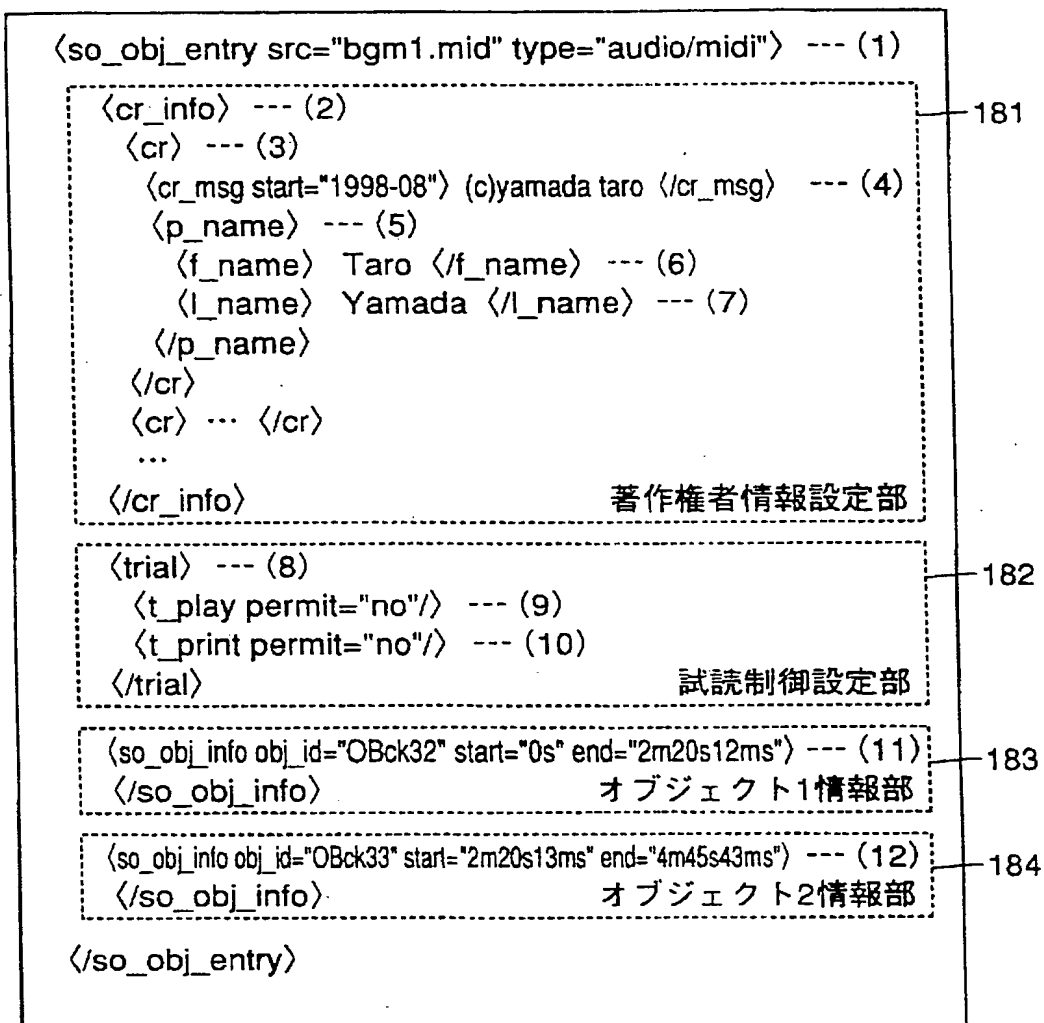 〈so_obj_entry src="bgm1.mid" type="audio/midi"〉 --- (1)
〈cr_info〉 --- (2)
181
〈cr〉 --- (3)
〈cr_msg start="1998-08"〉 (c)yamada taro 〈/cr_msg〉 --- (4)
〈p_name〉 --- (5)
〈f_name〉 Taro 〈/f_name〉 --- (6)
〈l_name〉 Yamada 〈/l_name〉 --- (7)
〈/p_name〉
〈/cr〉
〈cr〉 … 〈/cr〉
…
〈/cr_info〉 著作権者情報設定部
〈trial〉 --- (8)
182
〈t_play permit="no"/〉 --- (9)
〈t_print permit="no"/〉 --- (10)
〈/trial〉 試読制御設定部
〈so_obj_info obj_id="OBck32" start="0s" end="2m20s12ms"〉 --- (11)
183
〈/so_obj_info〉 オブジェクト1情報部
〈so_obj_info obj_id="OBck33" start="2m20s13ms" end="4m45s43ms"〉 --- (12)
184
〈/so_obj_info〉 オブジェクト2情報部
〈/so_obj_entry〉